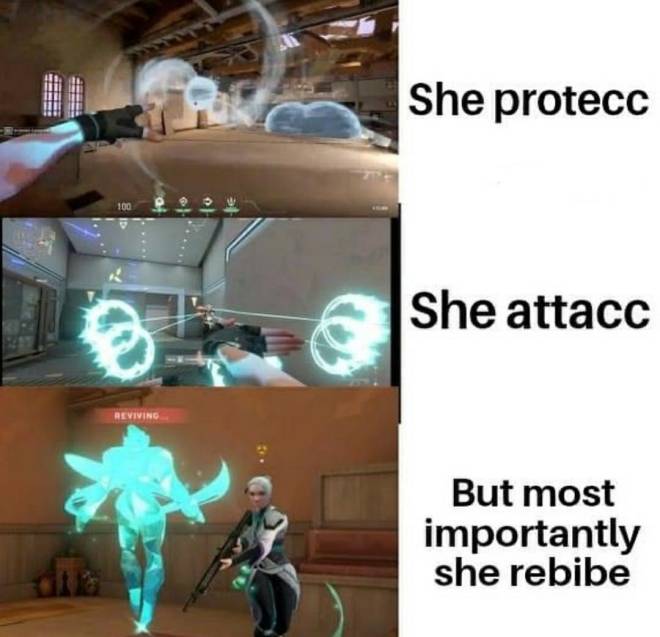 She protecc
100
She attacc
REVIVING...
But most
importantly
she rebibe